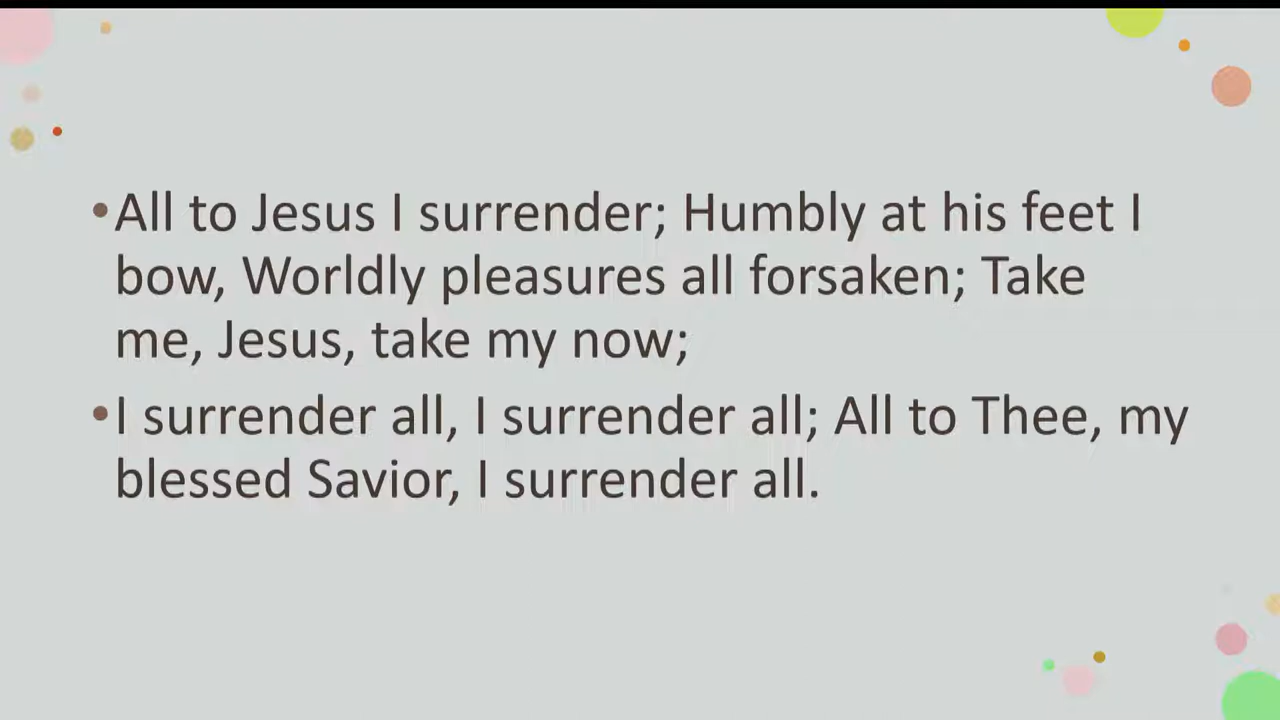 •All to Jesus I surrender; Humbly at his feet I
bow, Worldly pleasures all forsaken; Take
me, Jesus, take my now;
•I surrender all, I surrender all; All to Thee, my
blessed Savior, I surrender all.